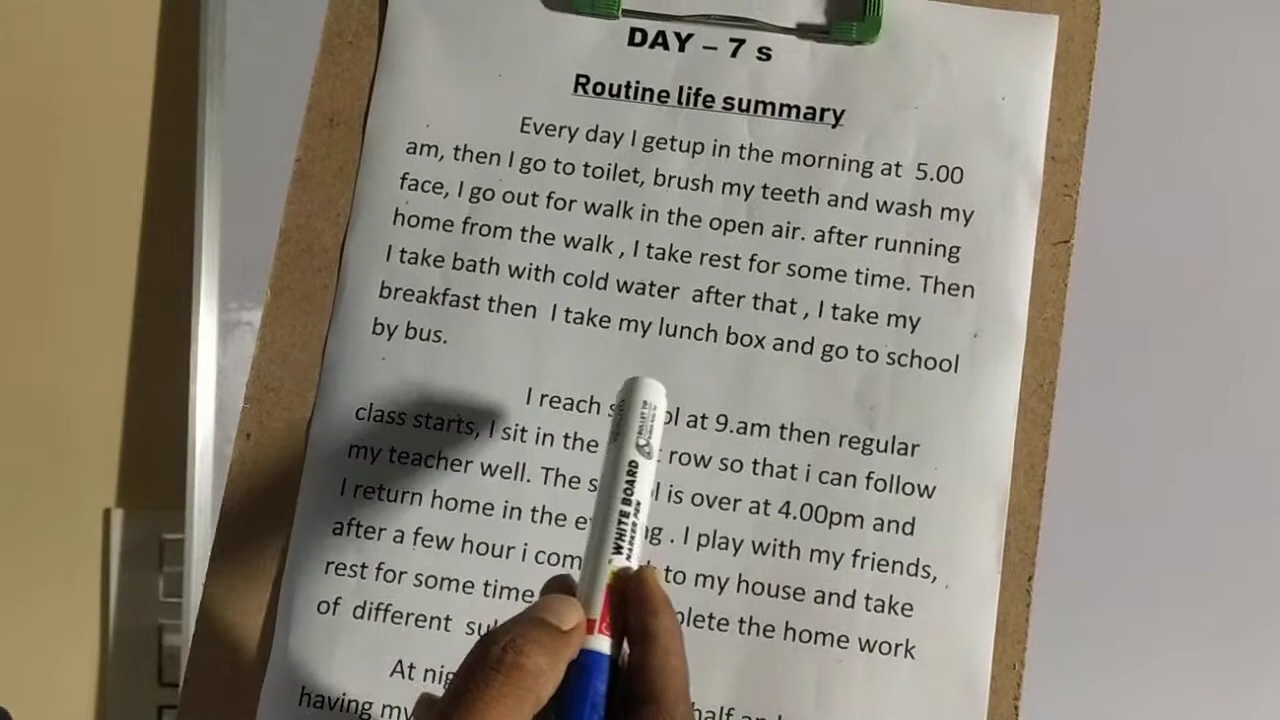 DAY – 7 s
Routine life summary
Every day I getup in the morning at 5.00
am, then I go to toilet, brush my teeth and wash my
face, I go out for walk in the open air. after running
home from the walk , I take rest for some time. Then
I take bath with cold water after that , I take my
breakfast then I take my lunch box and go to school
by bus.
I reach at 9.am then regular
class starts, I sit in the row so that i can follow
my teacher well. The is over at 4.00pm and
I return home in the . I play with my friends,
after a few hour i to my house and take
rest for some time the home work
of different
At
having my
WHITE BOARD
MARKER PEN